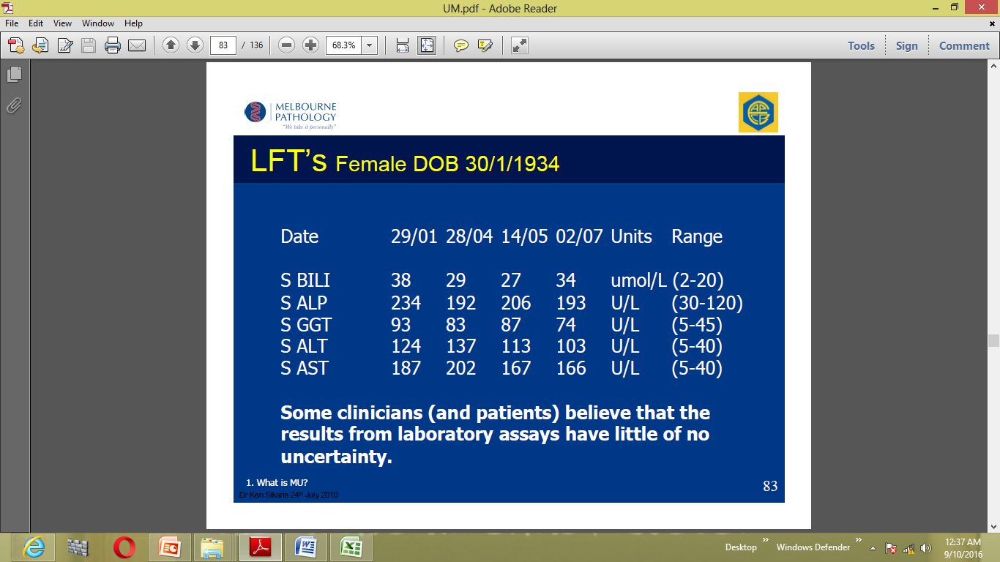 UM.pdf - Adobe Reader
File Edit View Window Help
83 / 136 68.3% Tools Sign Comment
MELBOURNE
PATHOLOGY
"We take it personally"
LFT's Female DOB 30/1/1934
Date 29/01 28/04 14/05 02/07 Units Range
S BILI 38 29 27 34 umol/L (2-20)
S ALP 234 192 206 193 U/L (30-120)
S GGT 93 83 87 74 U/L (5-45)
S ALT 124 137 113 103 U/L (5-40)
S AST 187 202 167 166 U/L (5-40)
Some clinicians (and patients) believe that the
results from laboratory assays have little of no
uncertainty.
1. What is MU?
Dr Ken Sikaris 24th July 2010
83
Desktop Windows Defender 12:37 AM
9/10/2016